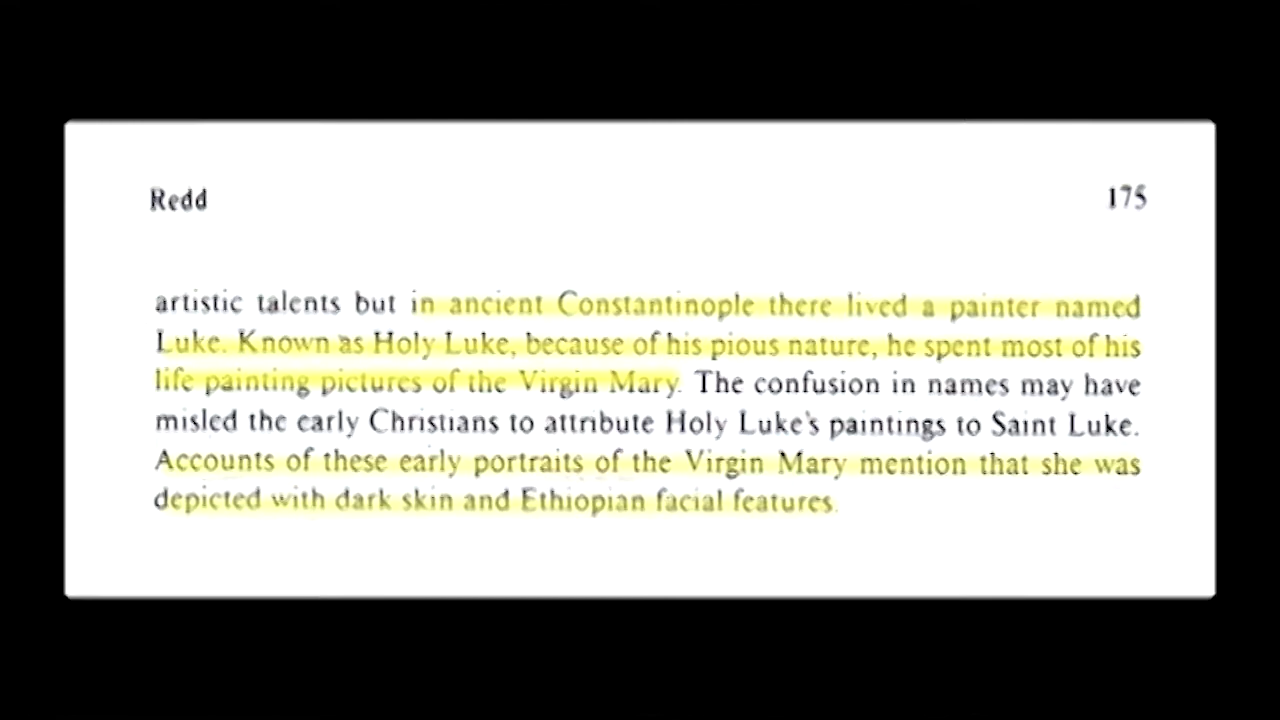 Redd 175
artistic talents but in ancient Constantinople there lived a painter named
Luke. Known as Holy Luke, because of his pious nature, he spent most of his
life painting pictures of the Virgin Mary. The confusion in names may have
misled the early Christians to attribute Holy Luke's paintings to Saint Luke.
Accounts of these early portraits of the Virgin Mary mention that she was
depicted with dark skin and Ethiopian facial features.